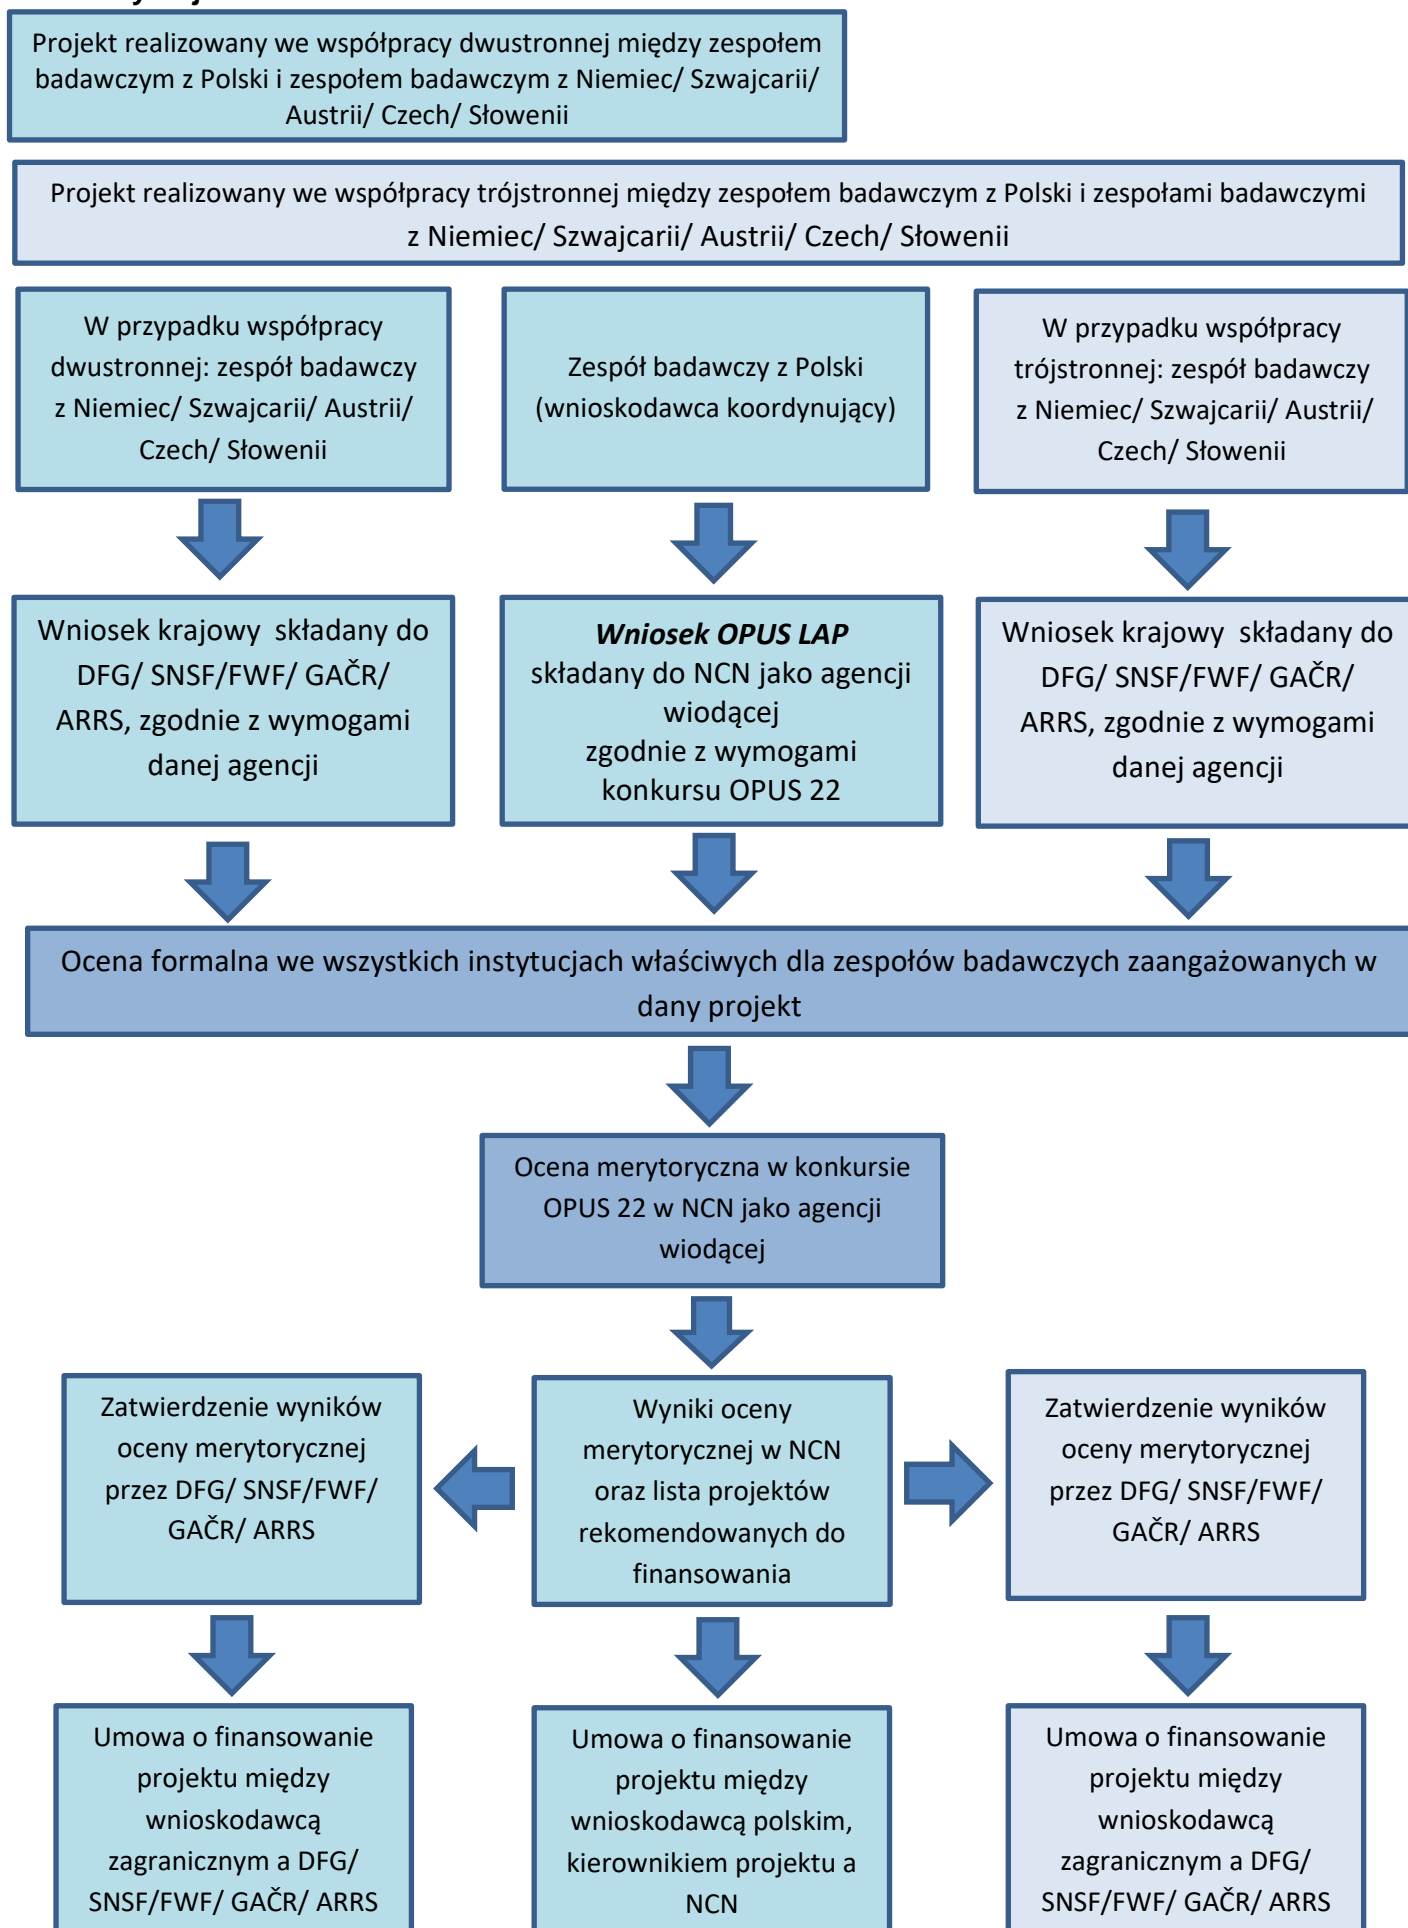 Projekt realizowany we współpracy dwustronnej między zespołem
badawczym z Polski i zespołem badawczym z Niemiec/ Szwajcarii/
Austrii/ Czech/ Słowenii
Projekt realizowany we współpracy trójstronnej między zespołem badawczym z Polski i zespołami badawczymi
z Niemiec/ Szwajcarii/ Austrii/ Czech/ Słowenii
W przypadku współpracy
dwustronnej: zespół badawczy
z Niemiec/ Szwajcarii/ Austrii/
Czech/ Słowenii
Zespół badawczy z Polski
(wnioskodawca koordynujący)
W przypadku współpracy
trójstronnej: zespół badawczy
z Niemiec/ Szwajcarii/ Austrii/
Czech/ Słowenii
Wniosek krajowy składany do
DFG/ SNSF/FWF/ GAČR/
ARRS, zgodnie z wymogami
danej agencji
Wniosek OPUS LAP
składany do NCN jako agencji
wiodącej
zgodnie z wymogami
konkursu OPUS 22
Wniosek krajowy składany do
DFG/ SNSF/FWF/ GAČR/
ARRS, zgodnie z wymogami
danej agencji
Ocena formalna we wszystkich instytucjach właściwych dla zespołów badawczych zaangażowanych w
dany projekt
Ocena merytoryczna w konkursie
OPUS 22 w NCN jako agencji
wiodącej
Zatwierdzenie wyników
oceny merytorycznej
przez DFG/ SNSF/FWF/
GAČR/ ARRS
Wyniki oceny
merytorycznej w NCN
oraz lista projektów
rekomendowanych do
finansowania
Zatwierdzenie wyników
oceny merytorycznej
przez DFG/ SNSF/FWF/
GAČR/ ARRS
Umowa o finansowanie
projektu między
wnioskodawcą
zagranicznym a DFG/
SNSF/FWF/ GAČR/ ARRS
Umowa o finansowanie
projektu między
wnioskodawcą polskim,
kierownikiem projektu a
NCN
Umowa o finansowanie
projektu między
wnioskodawcą
zagranicznym a DFG/
SNSF/FWF/ GAČR/ ARRS